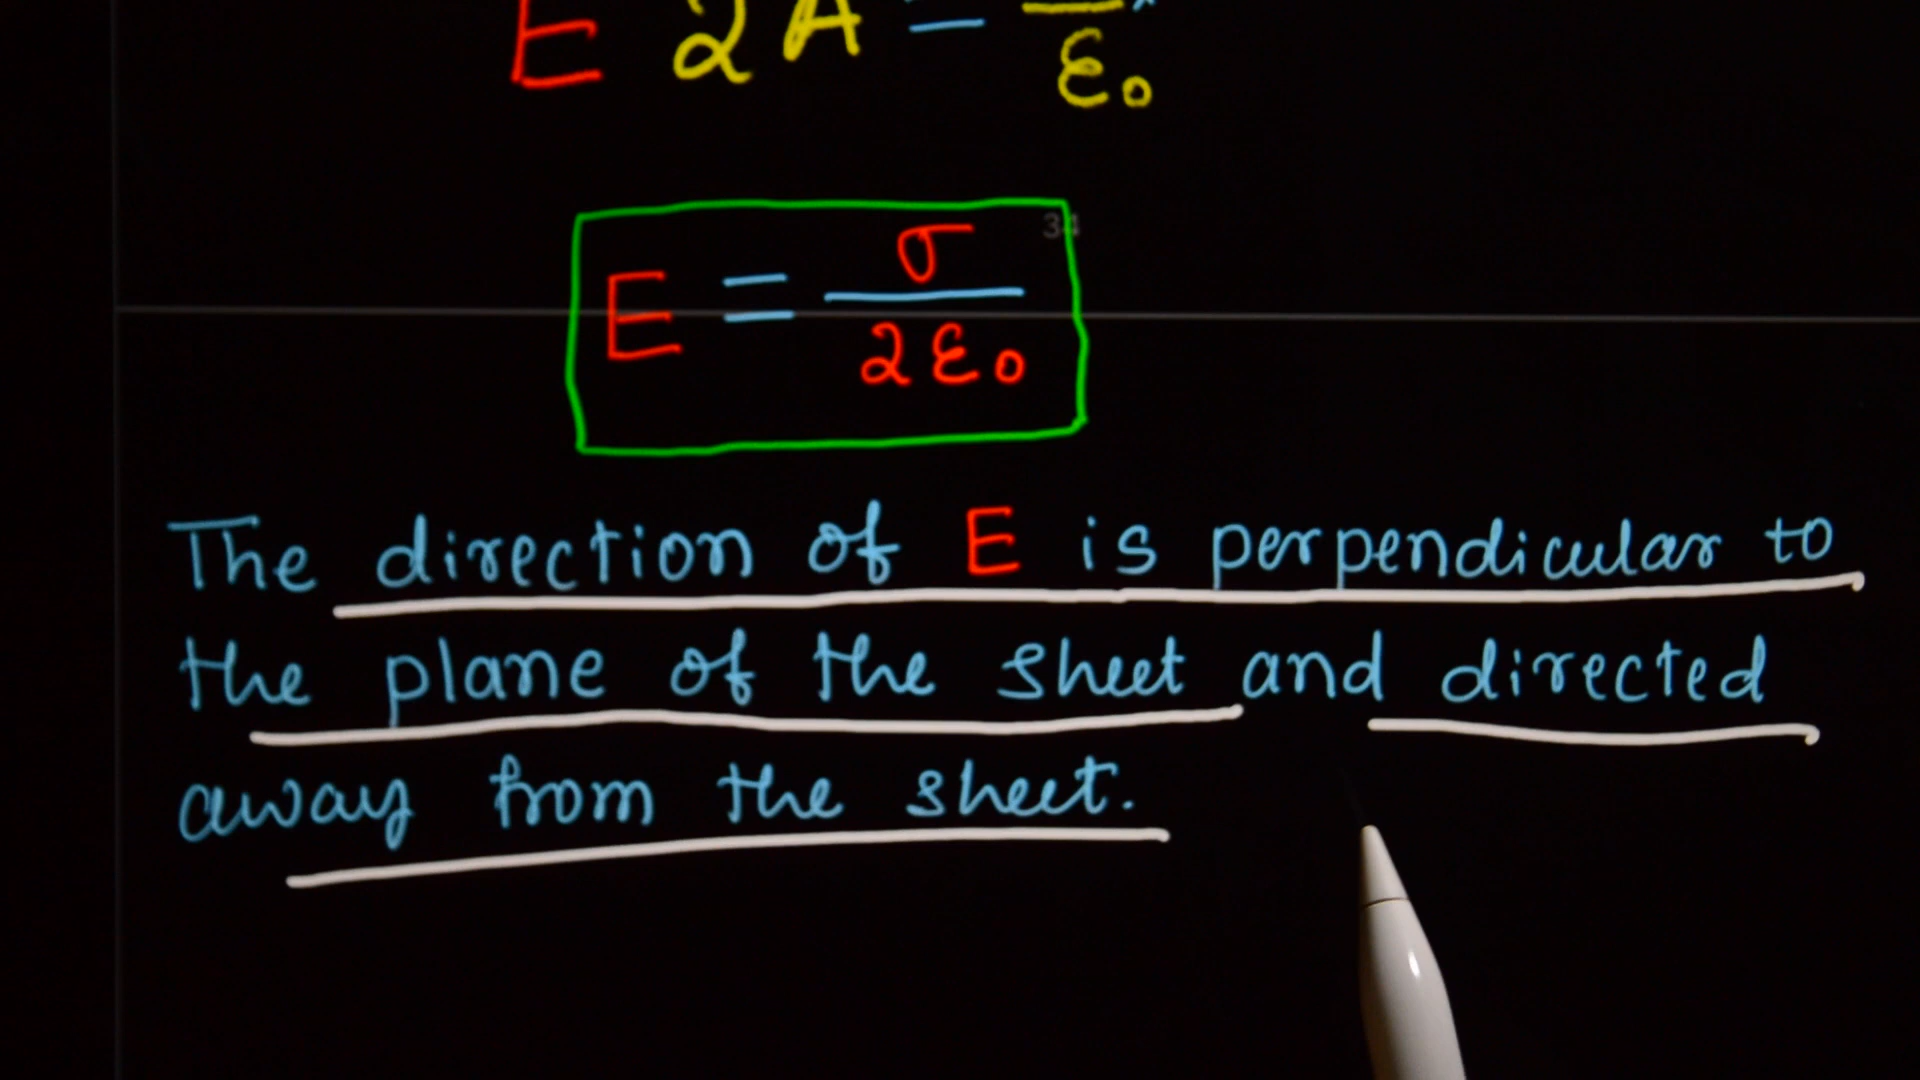 E 2A = / ε₀
34
E = σ / 2ε₀
The direction of E is perpendicular to
the plane of the sheet and directed
away from the sheet.